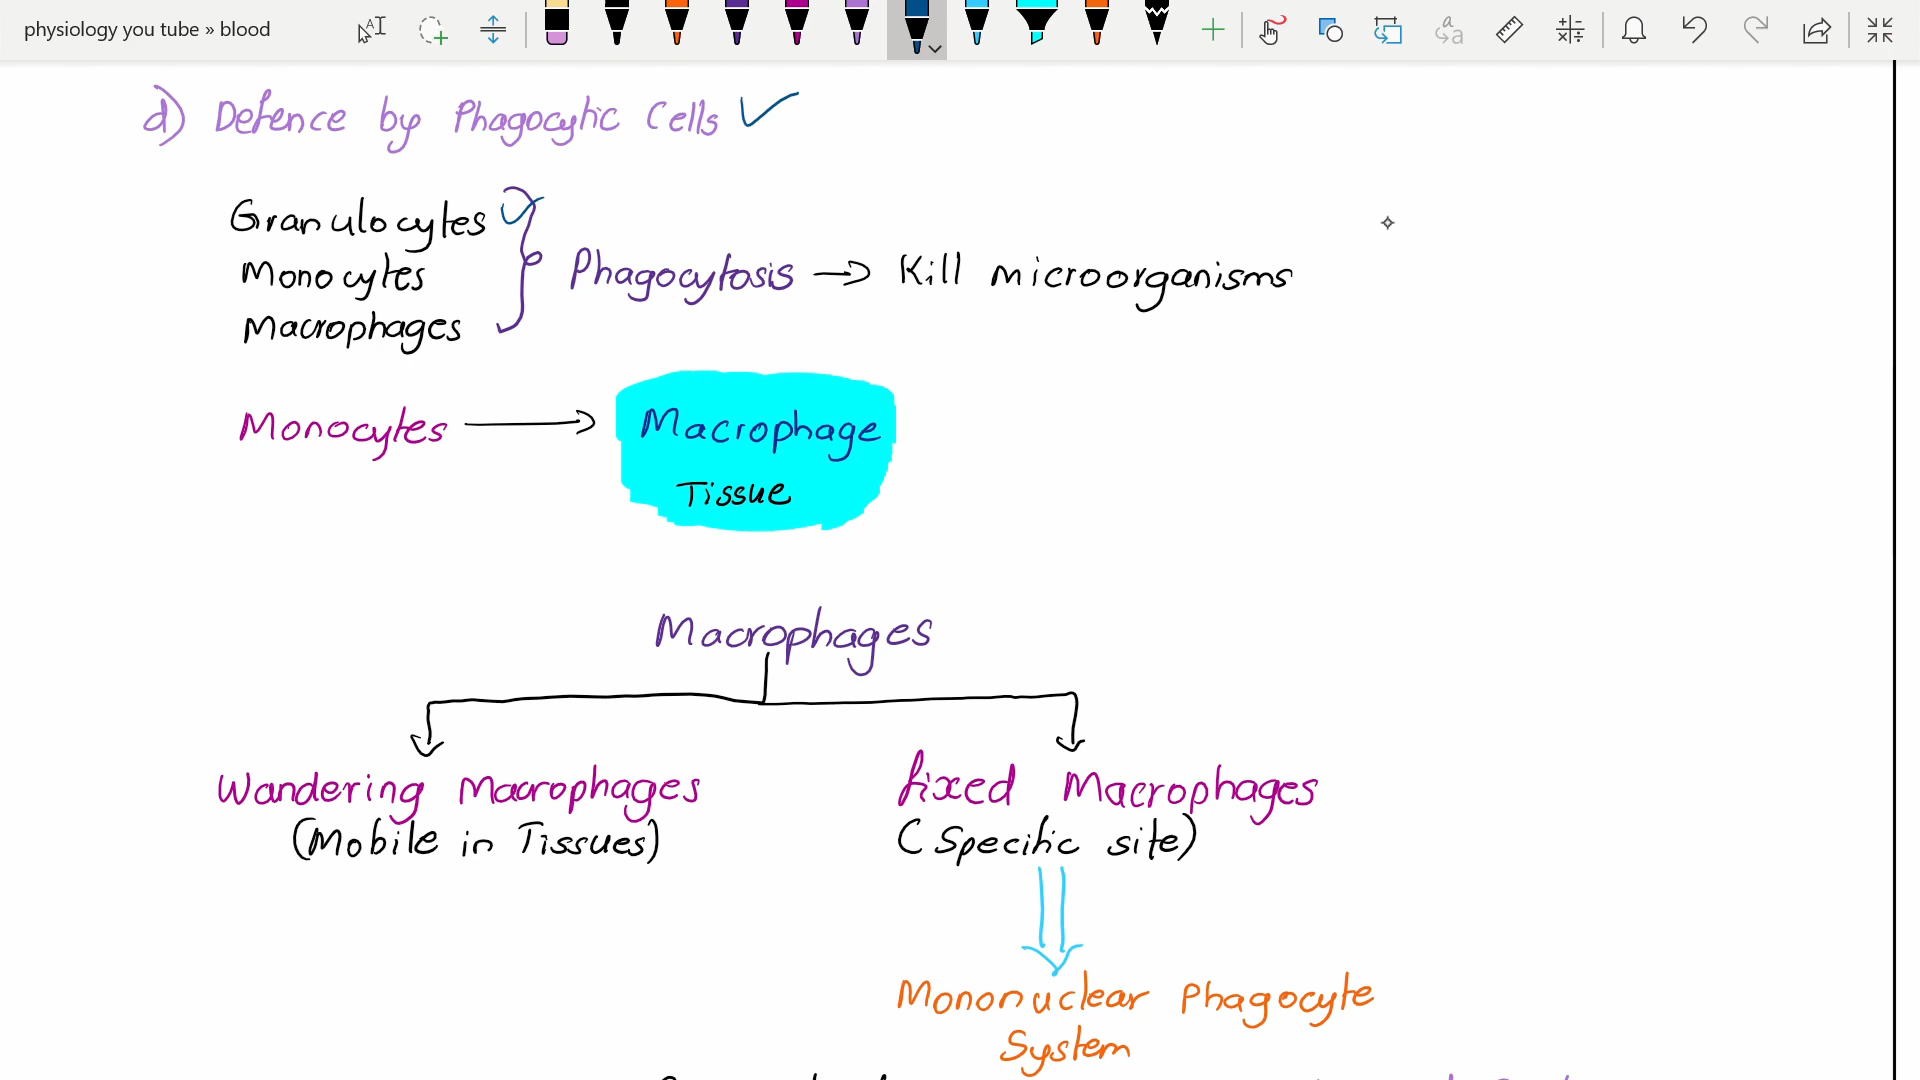 physiology you tube » blood
d) Defence by Phagocytic Cells
Granulocytes
Monocytes
Macrophages
Phagocytosis → Kill microorganisms
Monocytes → Macrophage
Tissue
Macrophages
Wandering Macrophages
(Mobile in Tissues)
fixed Macrophages
(Specific site)
Mononuclear Phagocyte
System